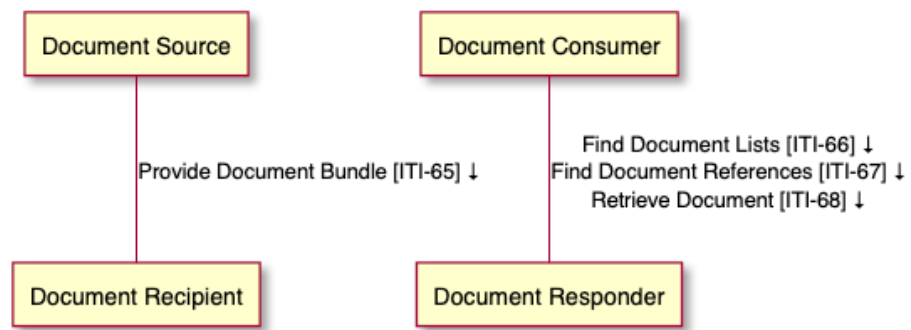 Document Source
Document Consumer
Provide Document Bundle [ITI-65] ↓
Find Document Lists [ITI-66] ↓
Find Document References [ITI-67] ↓
Retrieve Document [ITI-68] ↓
Document Recipient
Document Responder